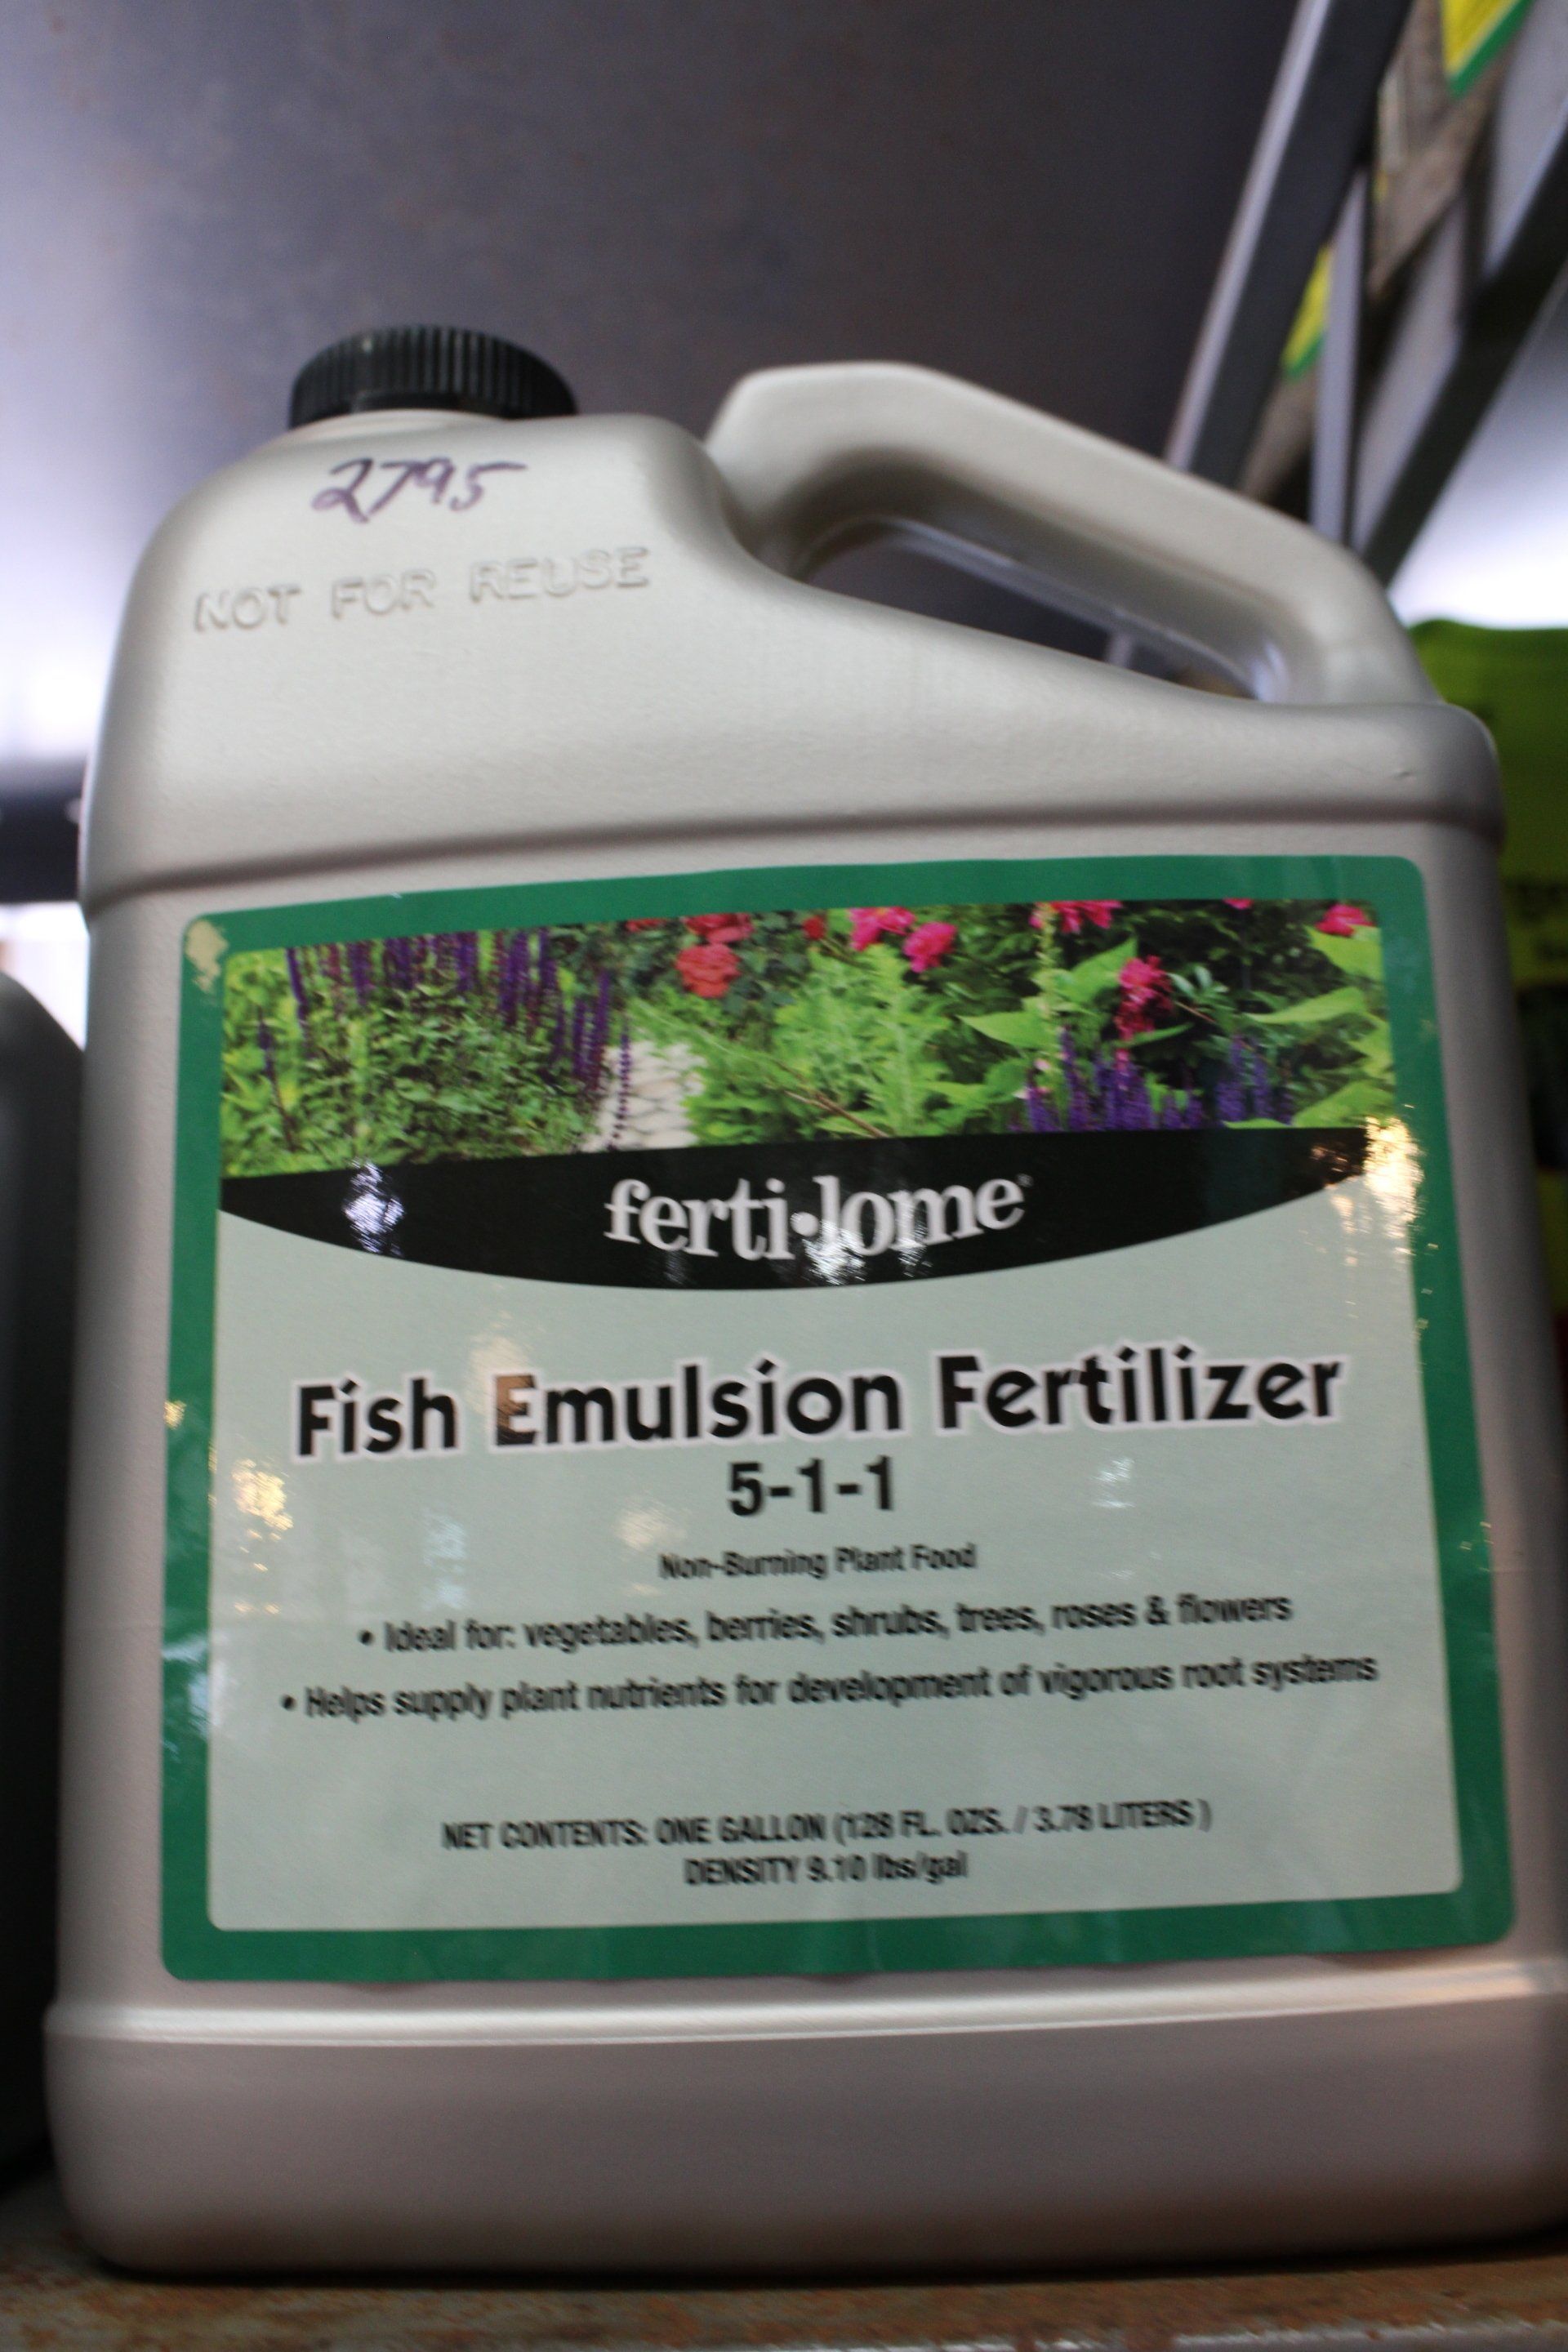 2795
NOT FOR REUSE
ferti•lome®
Fish Emulsion Fertilizer
5-1-1
Non-Burning Plant Food
• Ideal for: vegetables, berries, shrubs, trees, roses & flowers
• Helps supply plant nutrients for development of vigorous root systems
NET CONTENTS: ONE GALLON (128 FL. OZS. / 3.78 LITERS )
DENSITY 9.10 lbs/gal